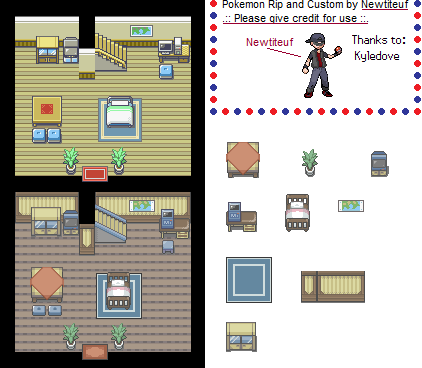 Pokemon Rip and Custom by Newtiteuf
.:: Please give credit for use ::.
Newtiteuf
Thanks to:
Kyledove